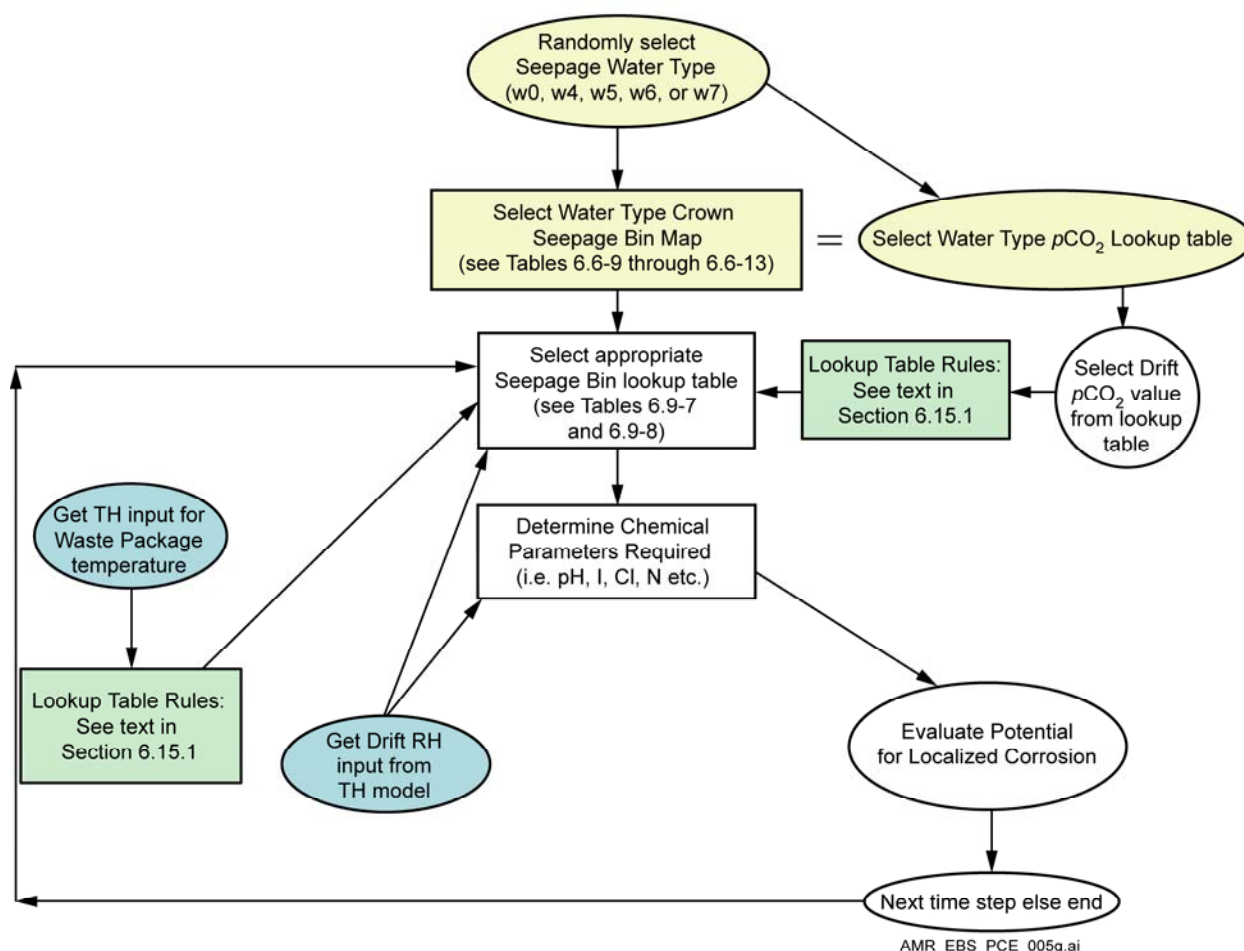 Randomly select
Seepage Water Type
(w0, w4, w5, w6, or w7)
Select Water Type Crown
Seepage Bin Map
(see Tables 6.6-9 through 6.6-13)
=
Select Water Type pCO₂ Lookup table
Select appropriate
Seepage Bin lookup table
(see Tables 6.9-7
and 6.9-8)
Lookup Table Rules:
See text in
Section 6.15.1
Select Drift
pCO₂ value
from lookup
table
Get TH input for
Waste Package
temperature
Determine Chemical
Parameters Required
(i.e. pH, I, Cl, N etc.)
Lookup Table Rules:
See text in
Section 6.15.1
Get Drift RH
input from
TH model
Evaluate Potential
for Localized Corrosion
Next time step else end
AMR_EBS_PCE_005g.ai